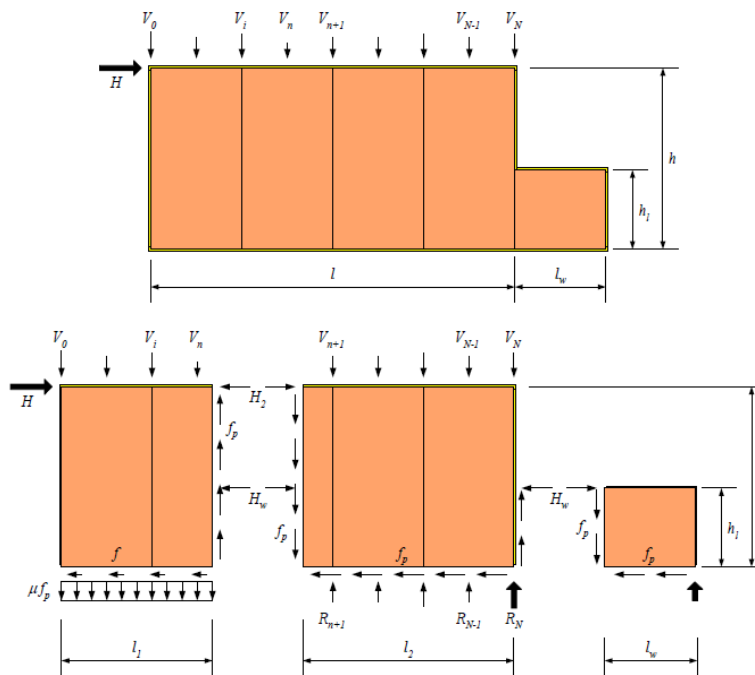 V0 Vi Vn Vn+1 VN-1 VN
H
h
hl
l lw
V0 Vi Vn Vn+1 VN-1 VN
H H2
fp
Hw Hw
fp fp hl
f fp fp
μfp
Rn+1 RN-1 RN
l1 l2 lw